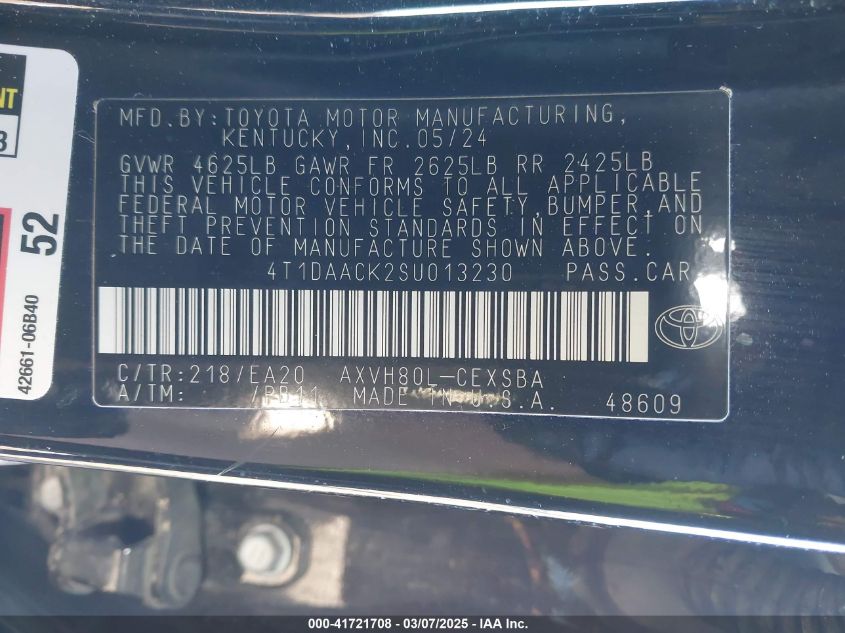 NT
3
52
42661-06B40
MFD.BY:TOYOTA MOTOR MANUFACTURING,
KENTUCKY,INC.05/24
GVWR 4625LB GAWR FR 2625LB RR 2425LB
THIS VEHICLE CONFORMS TO ALL APPLICABLE
FEDERAL MOTOR VEHICLE SAFETY,BUMPER,AND
THEFT PREVENTION STANDARDS IN EFFECT ON
THE DATE OF MANUFACTURE SHOWN ABOVE.
4T1DAACK2SU013230 PASS.CAR
C/TR:218/EA20 AXVH80L-CEXSBA
A/TM: /PB11 MADE IN U.S.A. 48609
000-41721708 - 03/07/2025 - IAA Inc.